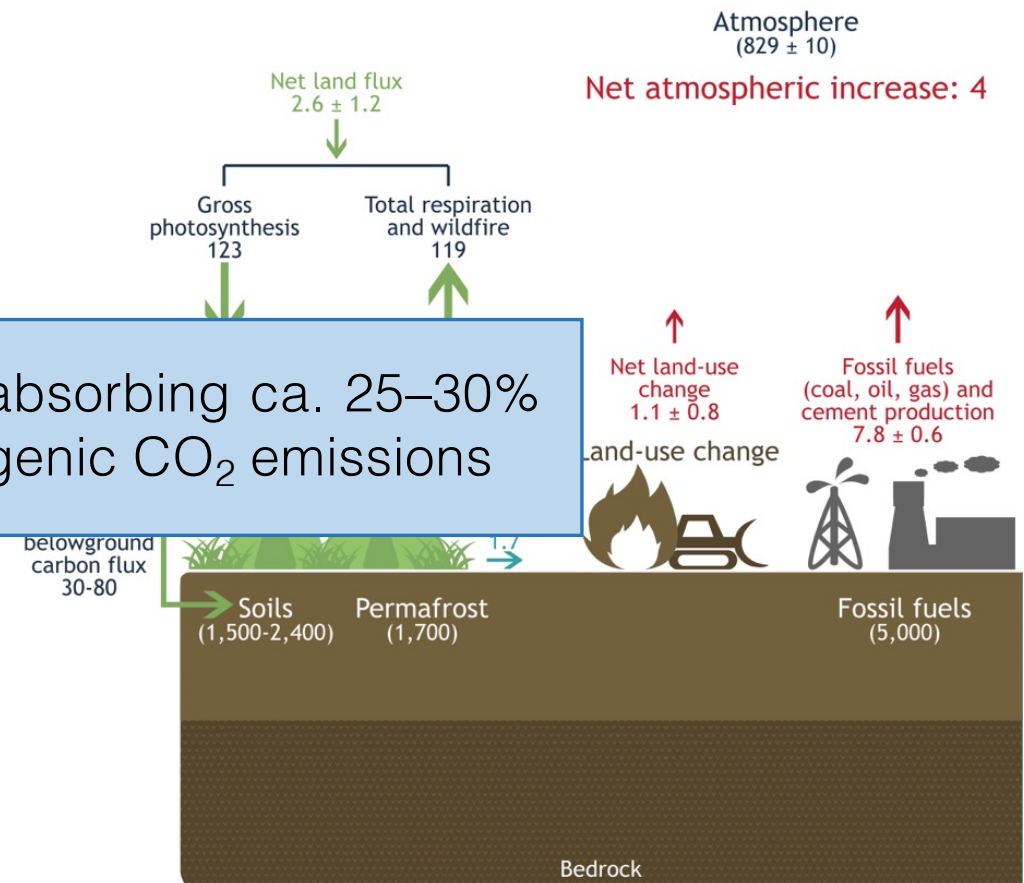 Atmosphere
(829 ± 10)
Net atmospheric increase: 4
Net land flux
2.6 ± 1.2
Gross
photosynthesis
123
Total respiration
and wildfire
119
absorbing ca. 25–30%
genic CO₂ emissions
Net land-use
change
1.1 ± 0.8
Fossil fuels
(coal, oil, gas) and
cement production
7.8 ± 0.6
Land-use change
1.7
belowground
carbon flux
30-80
Soils
(1,500-2,400)
Permafrost
(1,700)
Fossil fuels
(5,000)
Bedrock